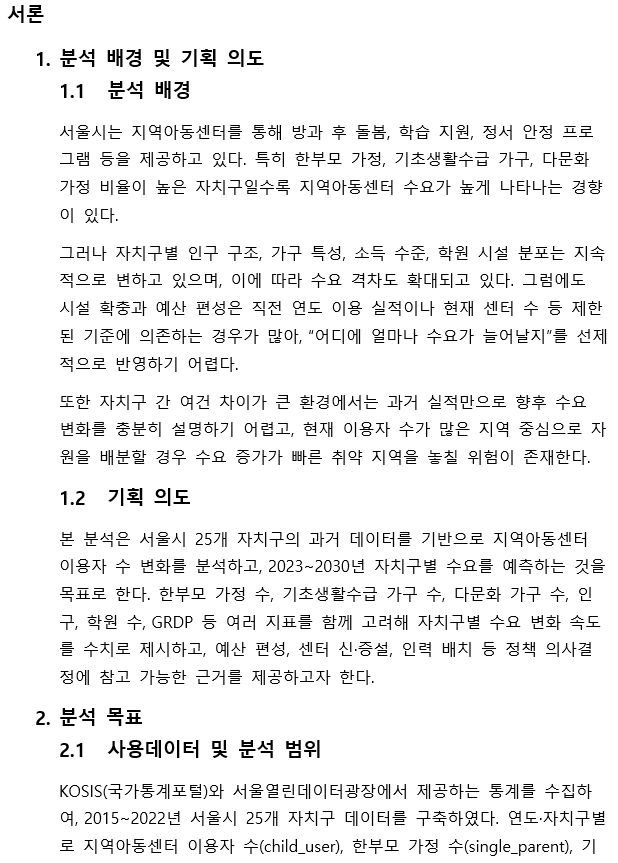 서론
1. 분석 배경 및 기획 의도
1.1 분석 배경
서울시는 지역아동센터를 통해 방과 후 돌봄, 학습 지원, 정서 안정 프로
그램 등을 제공하고 있다. 특히 한부모 가정, 기초생활수급 가구, 다문화
가정 비율이 높은 자치구일수록 지역아동센터 수요가 높게 나타나는 경향
이 있다.
그러나 자치구별 인구 구조, 가구 특성, 소득 수준, 학원 시설 분포는 지속
적으로 변하고 있으며, 이에 따라 수요 격차도 확대되고 있다. 그럼에도
시설 확충과 예산 편성은 직전 연도 이용 실적이나 현재 센터 수 등 제한
된 기준에 의존하는 경우가 많아, “어디에 얼마나 수요가 늘어날지”를 선제
적으로 반영하기 어렵다.
또한 자치구 간 여건 차이가 큰 환경에서는 과거 실적만으로 향후 수요
변화를 충분히 설명하기 어렵고, 현재 이용자 수가 많은 지역 중심으로 자
원을 배분할 경우 수요 증가가 빠른 취약 지역을 놓칠 위험이 존재한다.
1.2 기획 의도
본 분석은 서울시 25개 자치구의 과거 데이터를 기반으로 지역아동센터
이용자 수 변화를 분석하고, 2023~2030년 자치구별 수요를 예측하는 것을
목표로 한다. 한부모 가정 수, 기초생활수급 가구 수, 다문화 가구 수, 인
구, 학원 수, GRDP 등 여러 지표를 함께 고려해 자치구별 수요 변화 속도
를 수치로 제시하고, 예산 편성, 센터 신·증설, 인력 배치 등 정책 의사결
정에 참고 가능한 근거를 제공하고자 한다.
2. 분석 목표
2.1 사용데이터 및 분석 범위
KOSIS(국가통계포털)와 서울열린데이터광장에서 제공하는 통계를 수집하
여, 2015~2022년 서울시 25개 자치구 데이터를 구축하였다. 연도·자치구별
로 지역아동센터 이용자 수(child_user), 한부모 가정 수(single_parent), 기